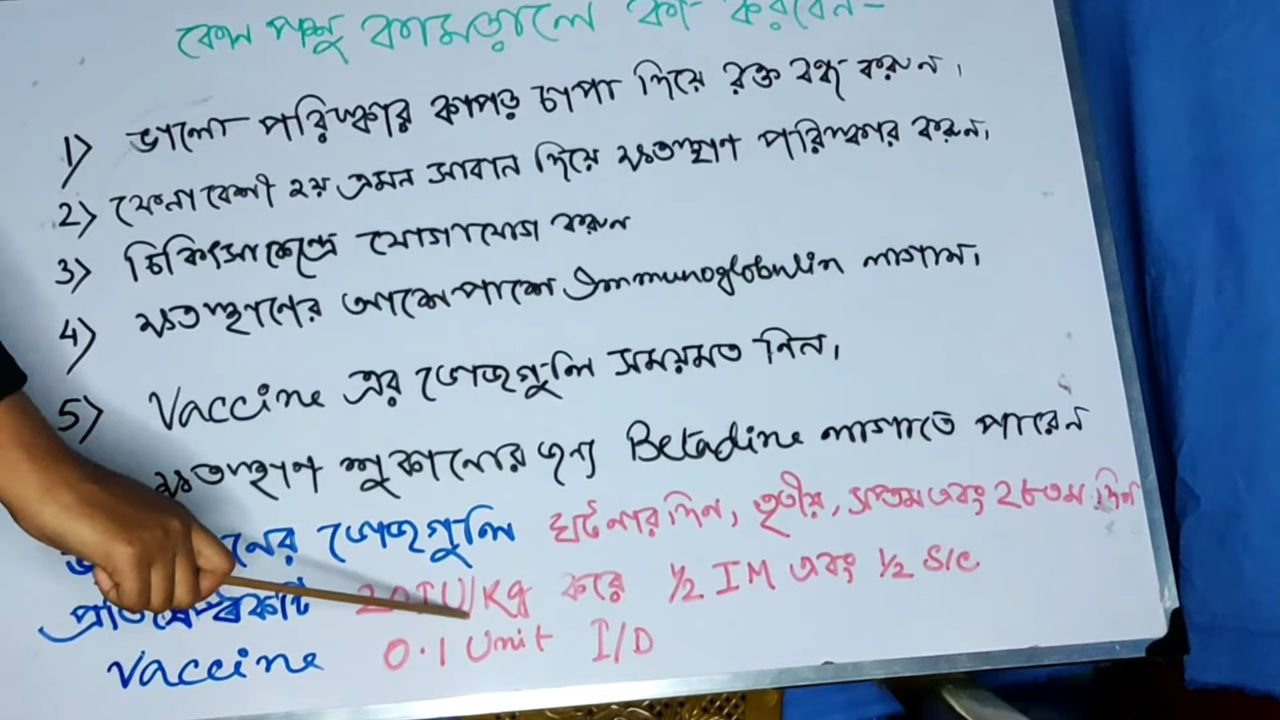 কোন পশু কামড়ালে কী করবেন-
1) ভালো পরিষ্কার কাপড় চাপা দিয়ে রক্ত বন্ধ করুন।
2) ফেনা বেশী হয় এমন সাবান দিয়ে ক্ষতস্থান পরিষ্কার করুন।
3) চিকিৎসাকেন্দ্রে যোগাযোগ করুন
4) ক্ষতস্থানের আশেপাশে Immunoglobulin লাগান।
5) Vaccine এর ডোজগুলি সময়মত নিন।
ক্ষতস্থান শুকানোর জন্য Betadine লাগাতে পারেন
নের ডোজগুলি ঘটনার দিন, তৃতীয়, সপ্তম এবং ২৮তম দিন
20IU/Kg করে ½ IM এবং ½ S/C
Vaccine 0.1 Unit I/D